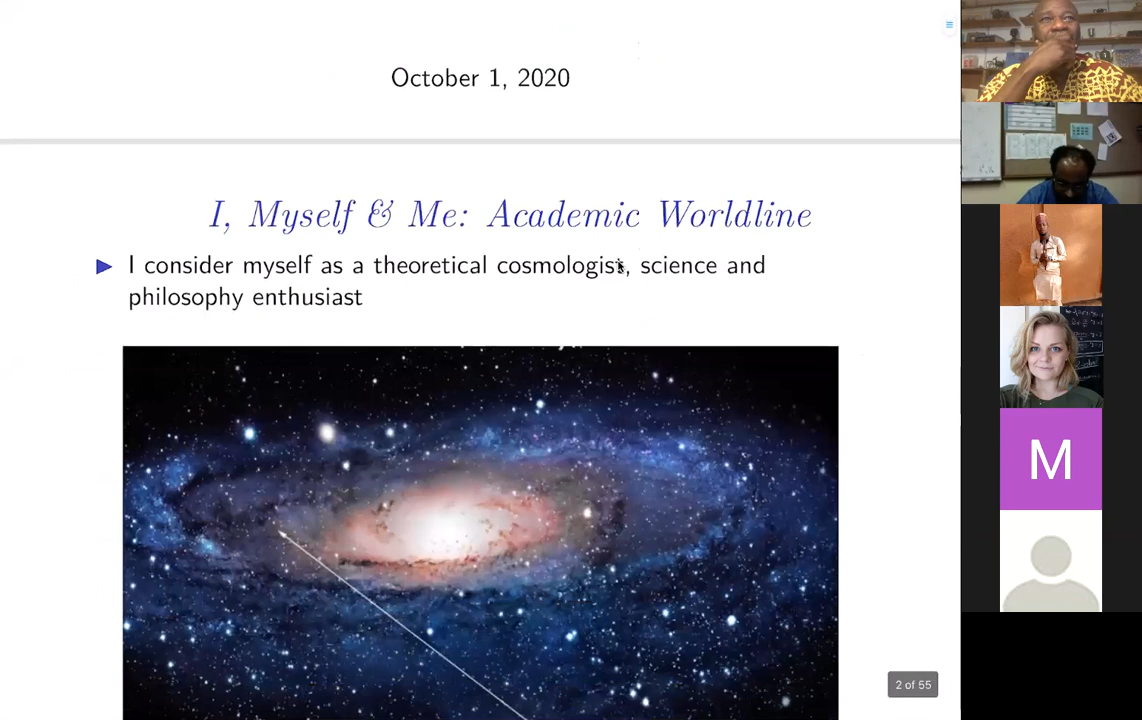 October 1, 2020
I, Myself & Me: Academic Worldline
I consider myself as a theoretical cosmologist, science and
philosophy enthusiast
M
2 of 55